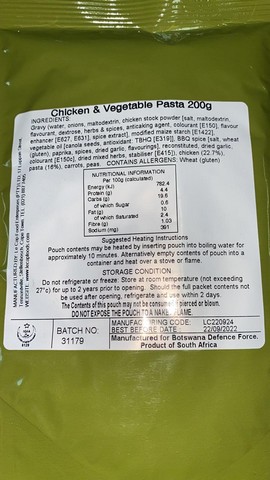 Chicken & Vegetable Pasta 200g
INGREDIENTS:
Gravy (water, onions, maltodextrin, chicken stock powder [salt, maltodextrin,
flavourant, dextrose, herbs & spices, anticaking agent, colourant [E150], flavour
enhancer [E627, E631], spice extract], modified maize starch [E1422],
vegetable oil [canola seeds, antioxidant: TBHQ [E319]], BBQ spice [salt, wheat
(gluten), paprika, spices, dried garlic, flavourings], reconstituted, dried garlic,
colourant [E150c], dried mixed herbs, stabiliser [E415]), chicken (22.7%),
pasta (16%), carrots, peas. CONTAINS ALLERGENS: Wheat (gluten)
NUTRITIONAL INFORMATION
Per 100g (calculated)
Energy (kJ) 782.4
Protein (g) 4.4
Carbs (g) 19.6
of which Sugar 0.6
Fat (g) 10
of which Saturated 2.4
Fibre (g) 1.03
Sodium (mg) 391
Suggested Heating Instructions
Pouch contents may be heated by inserting pouch into boiling water for
approximately 10 minutes. Alternatively empty contents of pouch into a
container and heat over a stove or flame.
STORAGE CONDITION
Do not refrigerate or freeze: Store at room temperature (not exceeding
27°c) for up to 2 years prior to opening. Should the full packet contents not
be used after opening, refrigerate and use within 2 days.
The Contents of this pouch may not be consumed if pierced or blown.
DO NOT EXPOSE THE POUCH TO A NAKED FLAME.
BATCH NO:
31179
MANUFACTURING CODE: LC220924
BEST BEFORE DATE 22/09/2022
Manufactured for Botswana Defence Force.
Product of South Africa